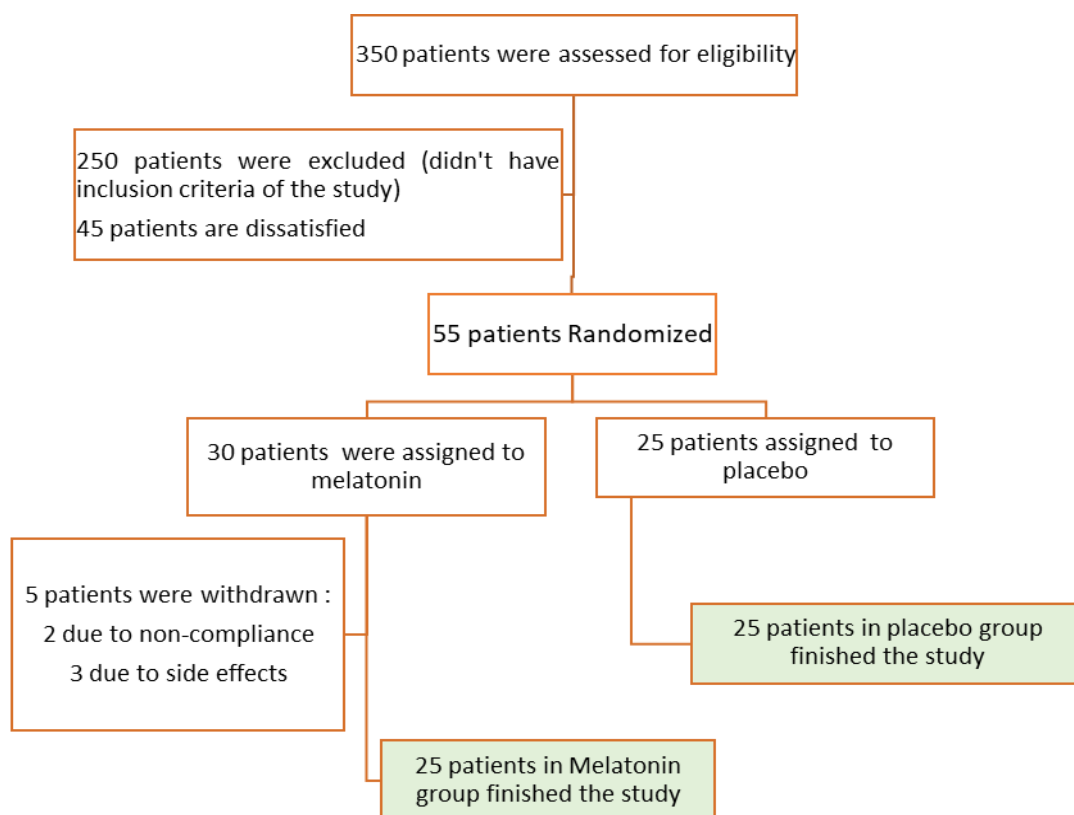 350 patients were assessed for eligibility
250 patients were excluded (didn't have
inclusion criteria of the study)
45 patients are dissatisfied
55 patients Randomized
30 patients were assigned to
melatonin
25 patients assigned to
placebo
5 patients were withdrawn :
2 due to non-compliance
3 due to side effects
25 patients in placebo group
finished the study
25 patients in Melatonin
group finished the study